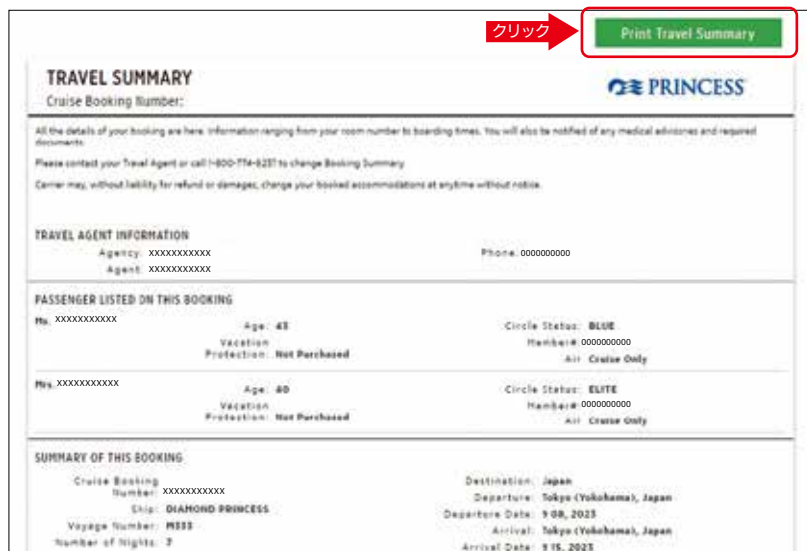 クリック
Print Travel Summary
TRAVEL SUMMARY
Cruise Booking Number:
PRINCESS
All the details of your booking are here. Information ranging from your room number to boarding times. You will also be notified of any medical advisories and required
documents.
Please contact your Travel Agent or call 1-800-774-6237 to change Booking Summary.
Carrier may, without liability for refund or damages, change your booked accommodations at anytime without notice.
TRAVEL AGENT INFORMATION
Agency: XXXXXXXXXXX Phone: 0000000000
Agent: XXXXXXXXXXX
PASSENGER LISTED ON THIS BOOKING
XXXXXXXXXXX Age: Circle Status: BLUE
Vacation Member#: 0000000000
Protection: Not Purchased Air: Cruise Only
Mrs. XXXXXXXXXXX Age: 60 Circle Status: ELITE
Vacation Member#: 0000000000
Protection: Not Purchased Air: Cruise Only
SUMMARY OF THIS BOOKING
Cruise Booking Destination: Japan
Number: XXXXXXXXXXX Departure: Tokyo (Yokohama), Japan
Ship: DIAMOND PRINCESS Departure Date: 9 08, 2023
Voyage Number: M333 Arrival: Tokyo (Yokohama), Japan
Number of Nights: 7 Arrival Date: 9 15, 2023